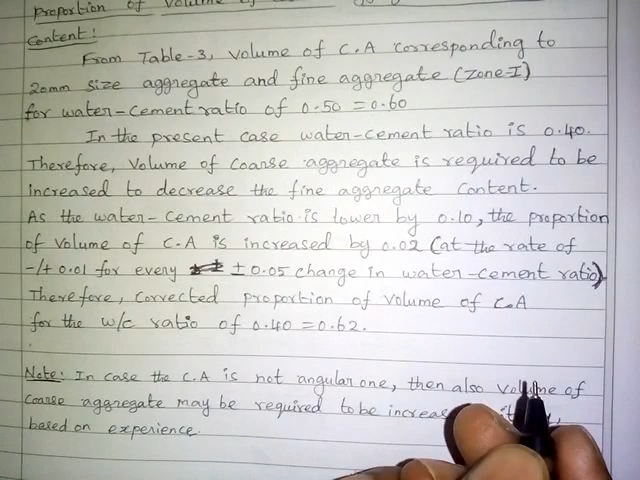 Proportion of Volume of
Content:
From Table-3, Volume of C.A Corresponding to
20mm size aggregate and fine aggregate (Zone-I)
for water-Cement ratio of 0.50 = 0.60
In the present case water-cement ratio is 0.40.
Therefore, Volume of Coarse aggregate is required to be
increased to decrease the fine aggregate Content.
As the water-Cement ratio is lower by 0.10, the proportion
of Volume of C.A is increased by 0.02 (at the rate of
-/+ 0.01 for every ± 0.05 change in water-cement ratio)
Therefore, Corrected proportion of Volume of C.A
for the w/c ratio of 0.40 = 0.62.
Note: In case the C.A is not angular one, then also Volume of
Coarse aggregate may be required to be increas
based on experience.